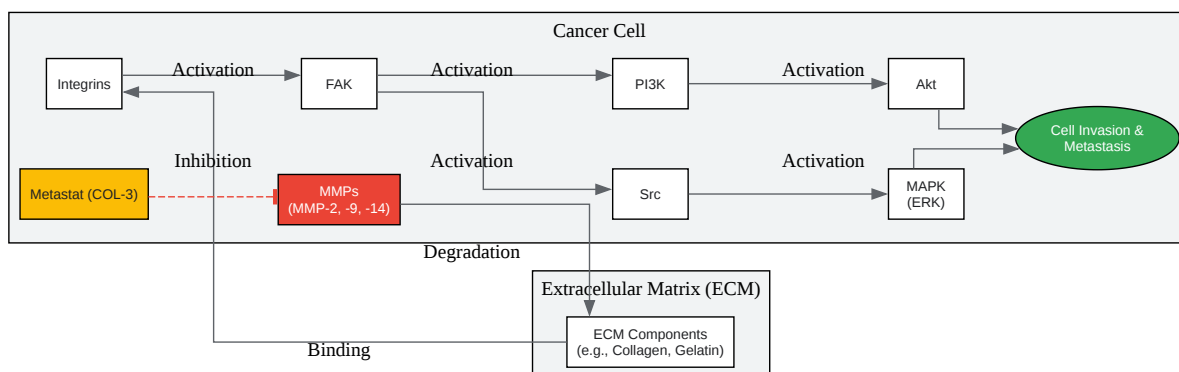 Cancer Cell
Integrins
Activation
FAK
Activation
PI3K
Activation
Akt
Cell Invasion &
Metastasis
Inhibition
Activation
Activation
Metastat (COL-3)
MMPs
(MMP-2, -9, -14)
Src
MAPK
(ERK)
Degradation
Extracellular Matrix (ECM)
ECM Components
(e.g., Collagen, Gelatin)
Binding